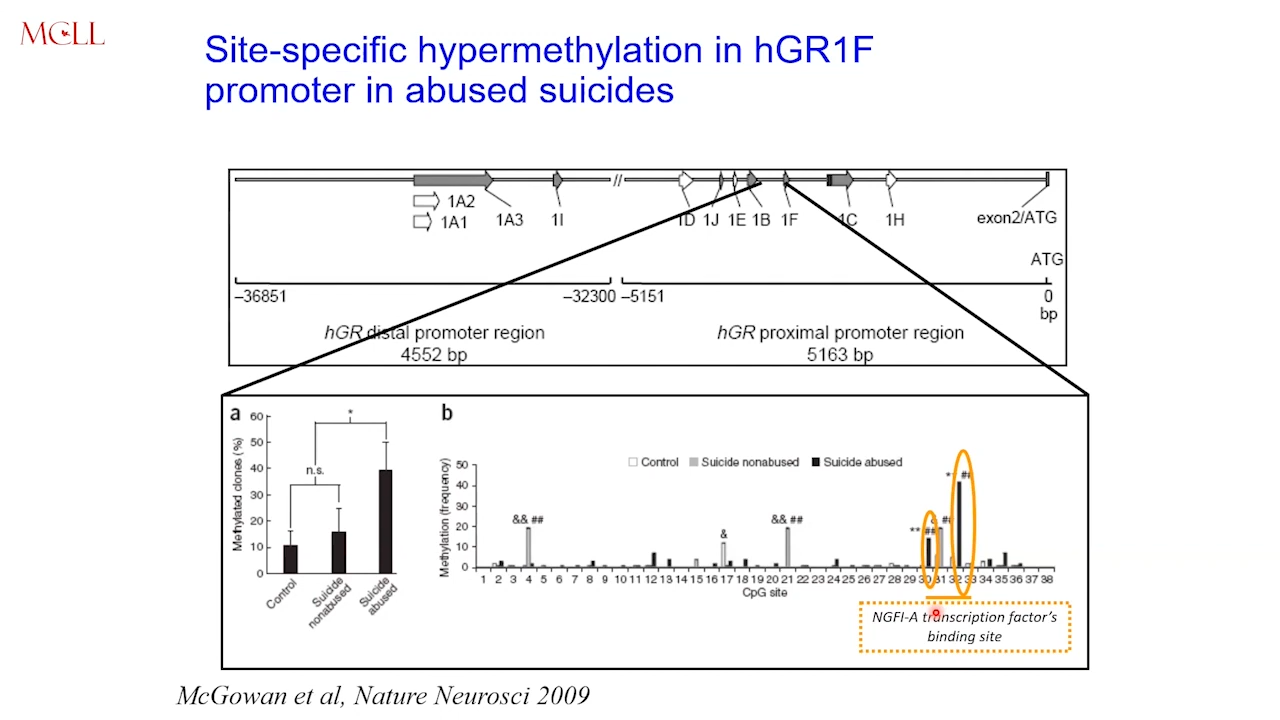 MCLL
Site-specific hypermethylation in hGR1F
promoter in abused suicides
//
1A2
1A1 1A3 1I 1D 1J 1E 1B 1F 1C 1H exon2/ATG
ATG
–36851 –32300 –5151 0
bp
hGR distal promoter region hGR proximal promoter region
4552 bp 5163 bp
a
Methylated clones (%)
60
50
40
30
20
10
0
*
n.s.
Control
Suicide
nonabused
Suicide
abused
b
Methylation (frequency)
50
40
30
20
10
0
Control Suicide nonabused Suicide abused
&& ## & && ## ** ## & ## ** ##
1 2 3 4 5 6 7 8 9 10 11 12 13 14 15 16 17 18 19 20 21 22 23 24 25 26 27 28 29 30 31 32 33 34 35 36 37 38
CpG site
NGFI-A transcription factor’s
binding site
McGowan et al, Nature Neurosci 2009